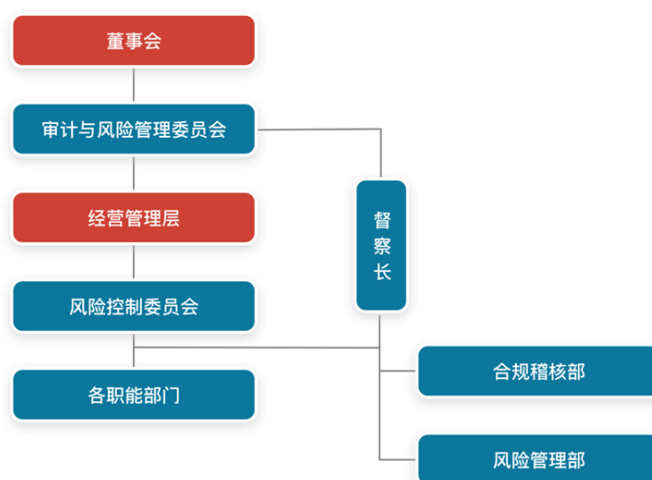 董事会
审计与风险管理委员会
经营管理层
督察长
风险控制委员会
合规稽核部
各职能部门
风险管理部